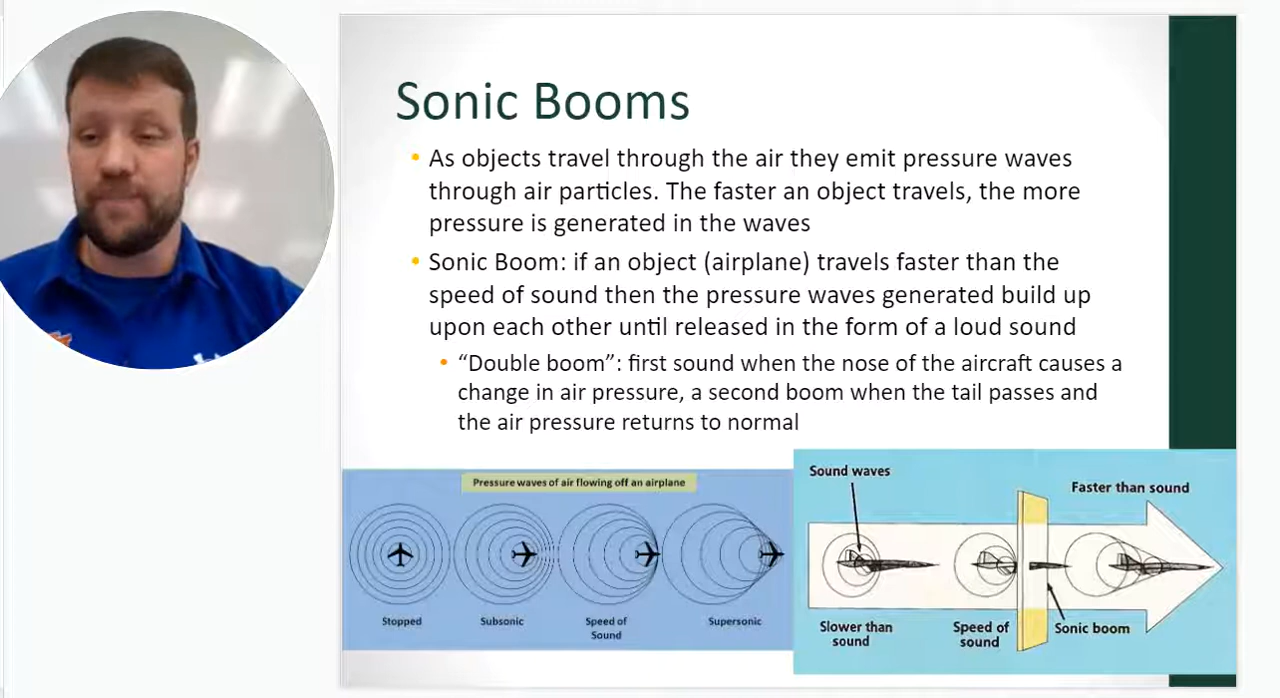 Sonic Booms
• As objects travel through the air they emit pressure waves
through air particles. The faster an object travels, the more
pressure is generated in the waves
• Sonic Boom: if an object (airplane) travels faster than the
speed of sound then the pressure waves generated build up
upon each other until released in the form of a loud sound
• “Double boom”: first sound when the nose of the aircraft causes a
change in air pressure, a second boom when the tail passes and
the air pressure returns to normal
Pressure waves of air flowing off an airplane
Stopped
Subsonic
Speed of
Sound
Supersonic
Sound waves
Faster than sound
Slower than
sound
Speed of
sound
Sonic boom